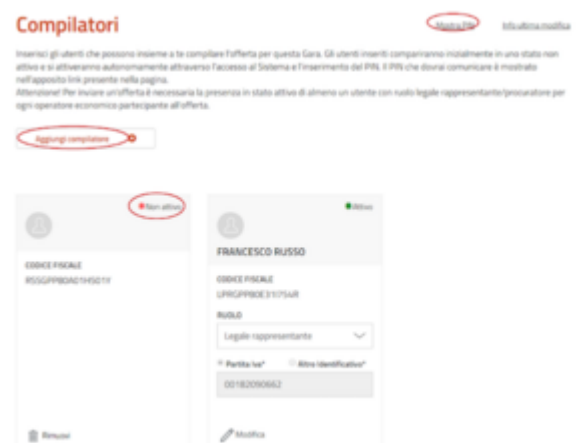 Compilatori
Mostra PIN
Info ultima modifica
Inserisci gli utenti che possono insieme a te compilare l'offerta per questa Gara. Gli utenti inseriti compariranno inizialmente in uno stato non
attivo e si attiveranno autonomamente attraverso l'accesso al Sistema e l'inserimento del PIN. Il PIN che dovrai comunicare è mostrato
nell'apposito link presente nella pagina.
Attenzione! Per inviare un'offerta è necessaria la presenza in stato attivo di almeno un utente con ruolo legale rappresentante/procuratore per
ogni operatore economico partecipante all'offerta.
Aggiungi compilatore
Non attivo
CODICE FISCALE
RSSGPP80A01H501Y
Rimuovi
Attivo
FRANCESCO RUSSO
CODICE FISCALE
LPRGPP80E31I754R
RUOLO
Legale rappresentante
Partita Iva*
Altro Identificativo*
00182090662
Modifica